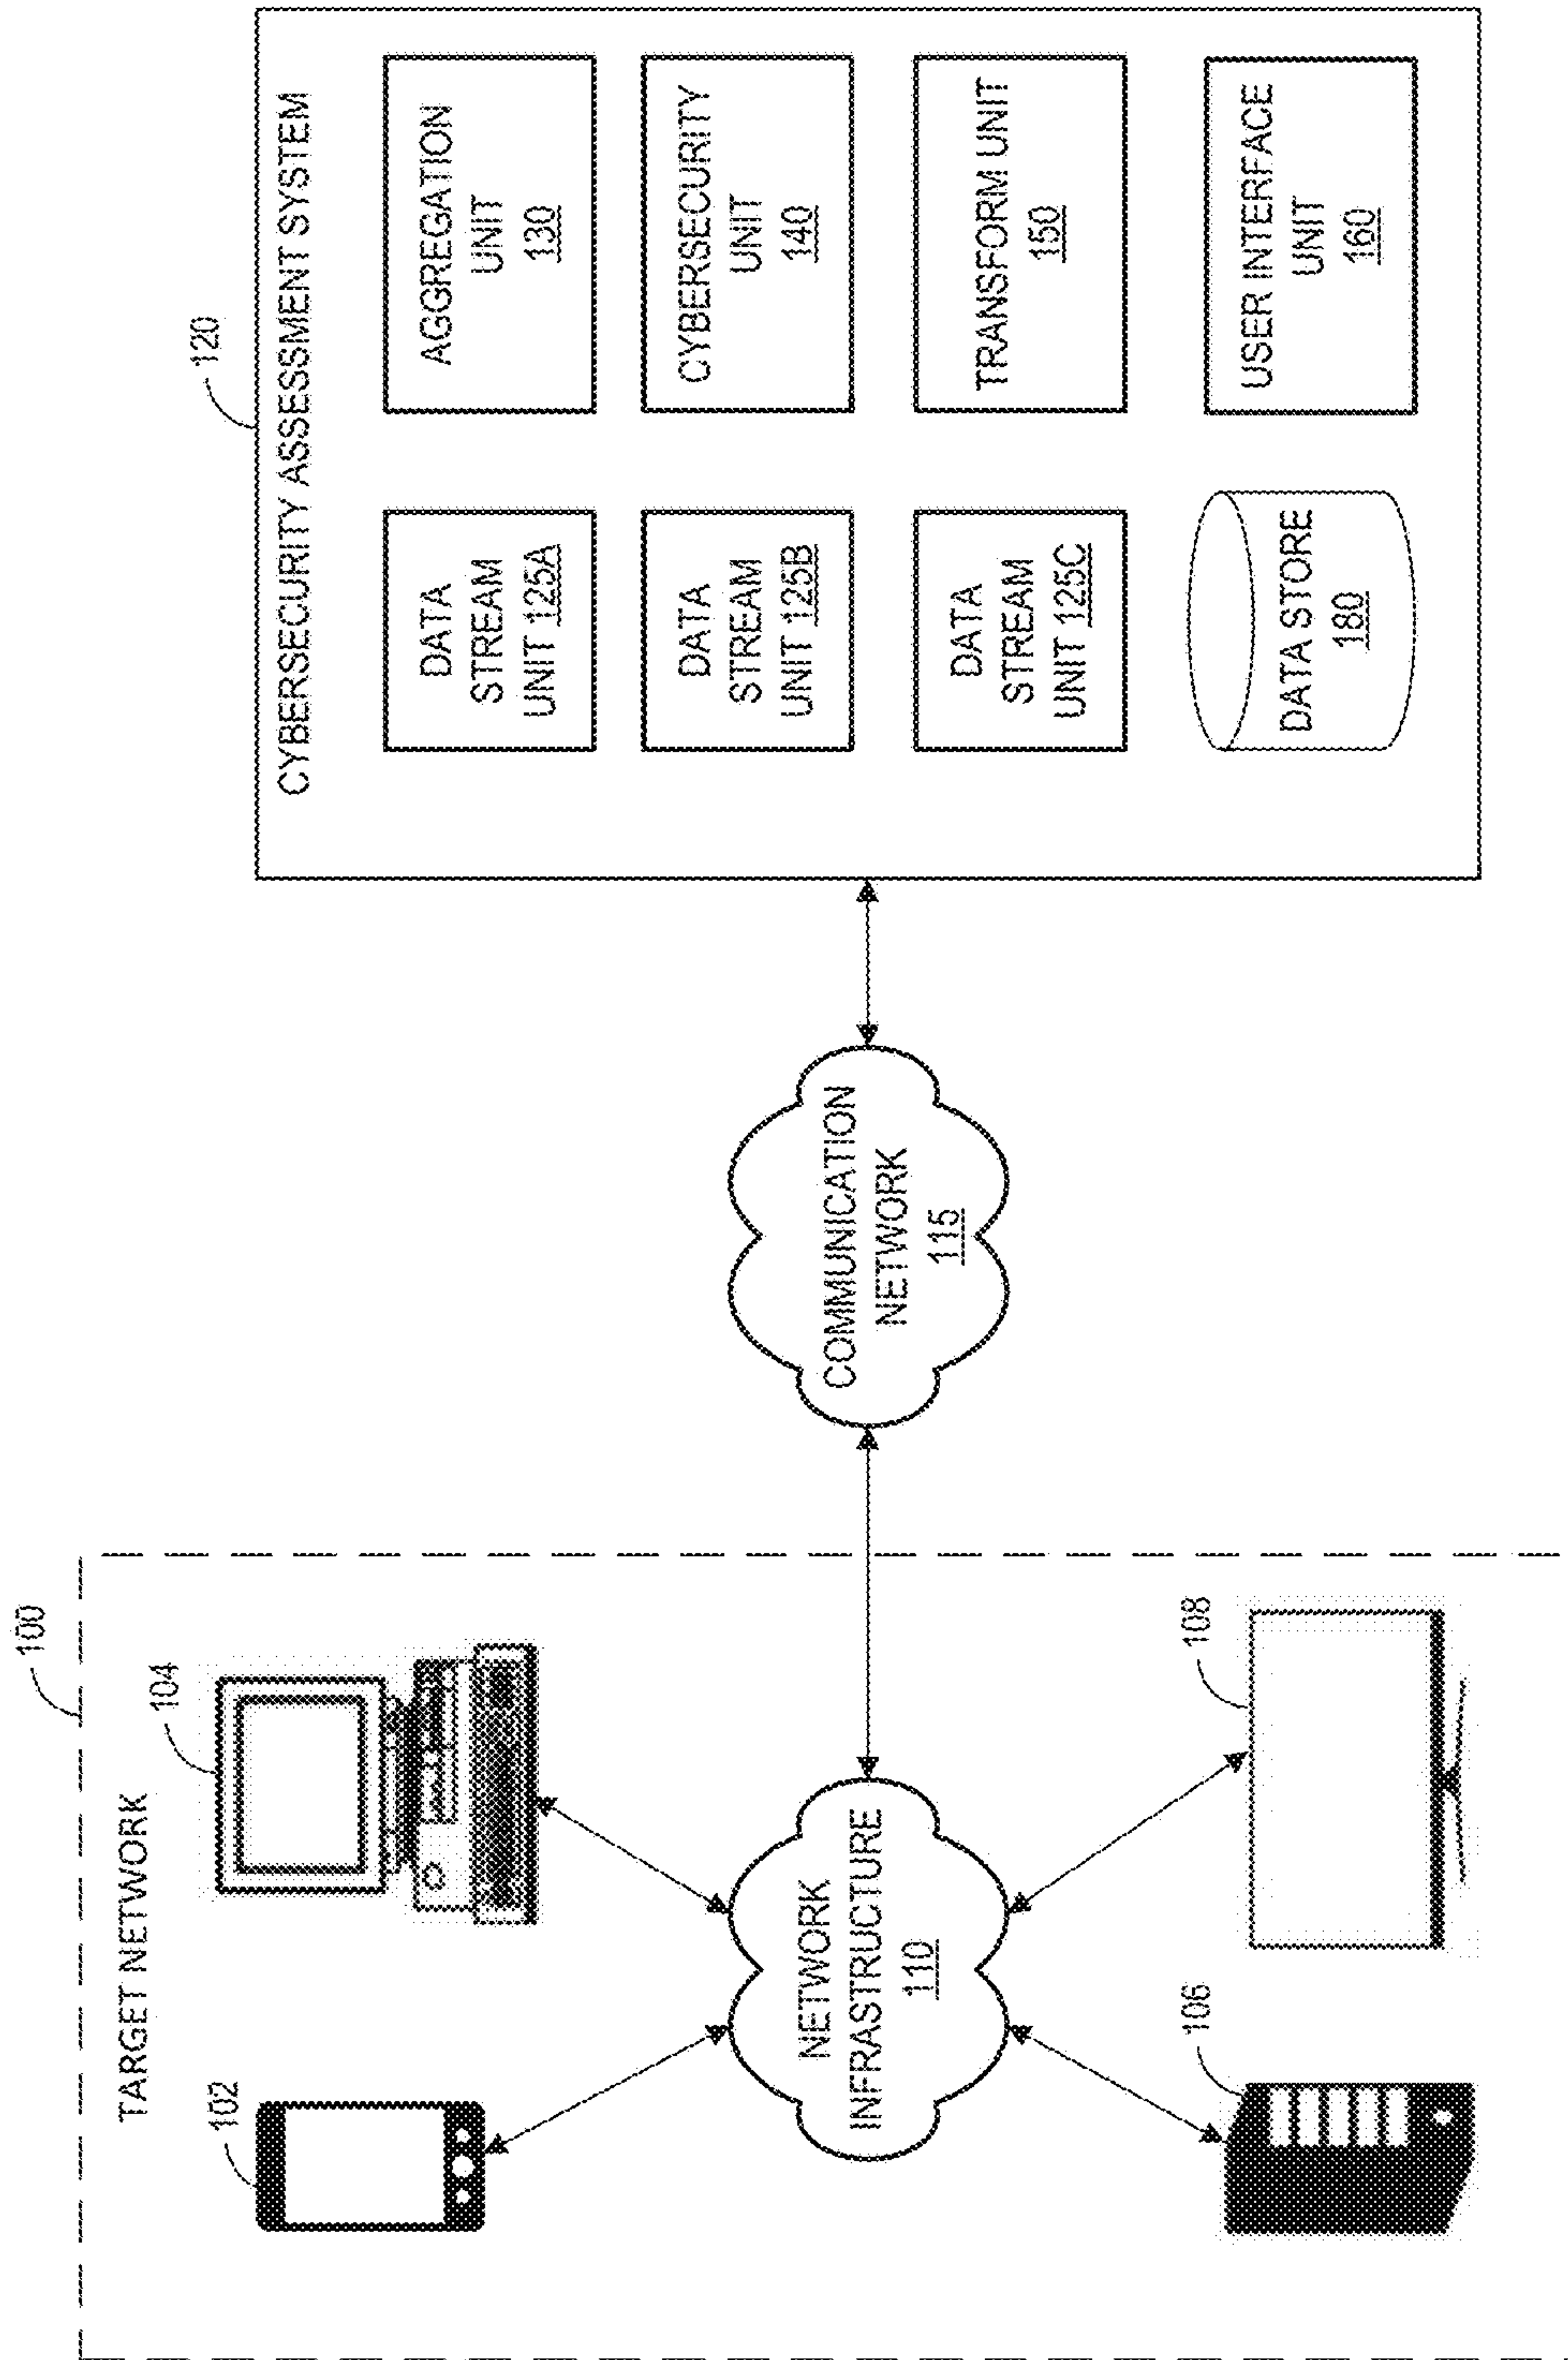 100
TARGET NETWORK
102
104
NETWORK
INFRASTRUCTURE
110
106
108
COMMUNICATION
NETWORK
115
120
CYBERSECURITY ASSESSMENT SYSTEM
DATA
STREAM
UNIT 125A
AGGREGATION
UNIT
130
DATA
STREAM
UNIT 125B
CYBERSECURITY
UNIT
140
DATA
STREAM
UNIT 125C
TRANSFORM UNIT
150
DATA STORE
180
USER INTERFACE
UNIT
160